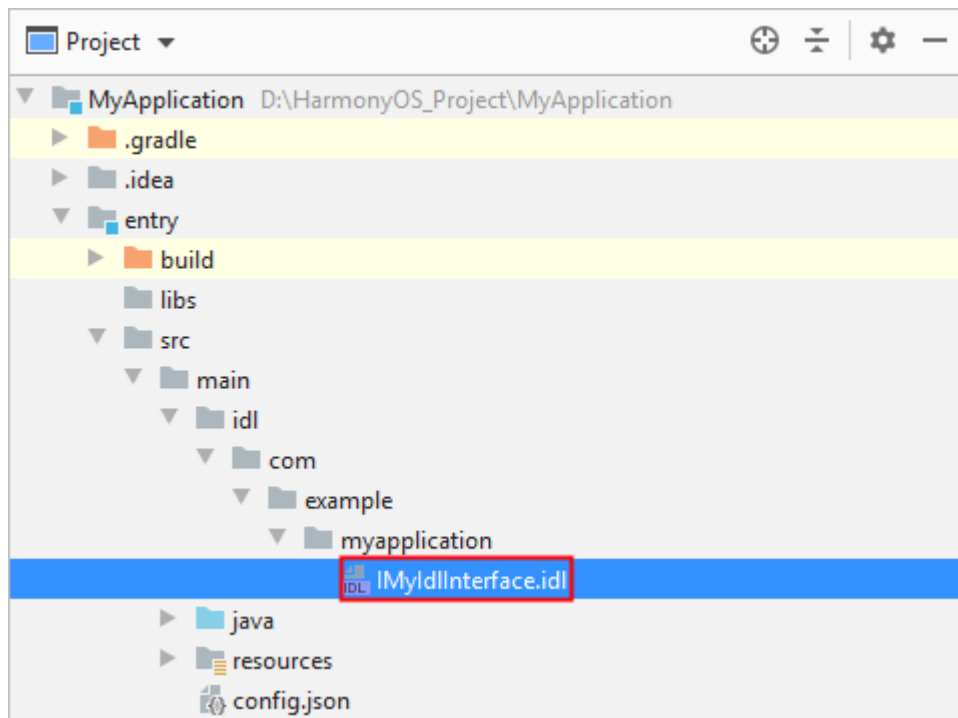 Project
MyApplication D:\HarmonyOS_Project\MyApplication
.gradle
.idea
entry
build
libs
src
main
idl
com
example
myapplication
IDL IMyIdlInterface.idl
java
resources
config.json